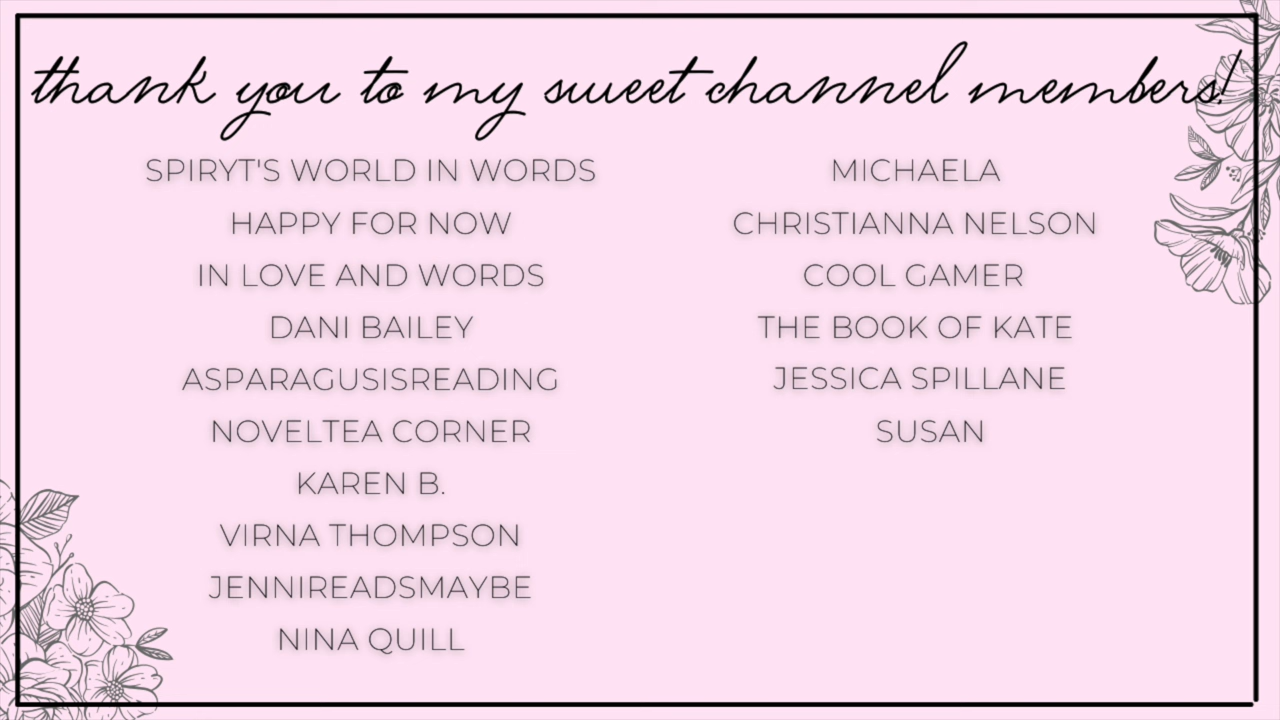 thank you to my sweet channel members!
SPIRYT'S WORLD IN WORDS
HAPPY FOR NOW
IN LOVE AND WORDS
DANI BAILEY
ASPARAGUSISREADING
NOVELTEA CORNER
KAREN B.
VIRNA THOMPSON
JENNIREADSMAYBE
NINA QUILL
MICHAELA
CHRISTIANNA NELSON
COOL GAMER
THE BOOK OF KATE
JESSICA SPILLANE
SUSAN